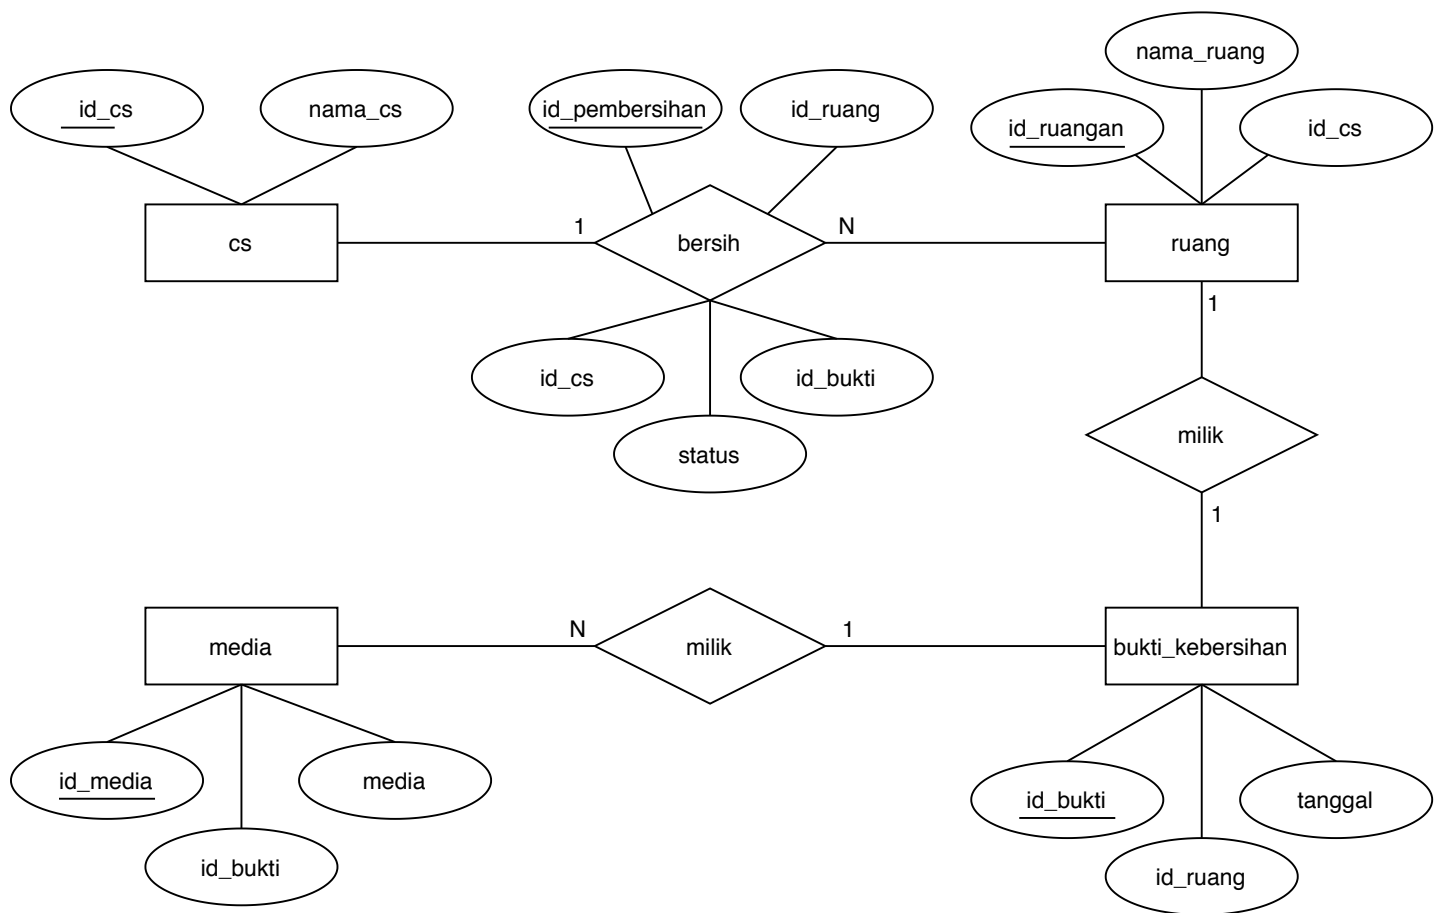 nama_ruang
id_cs
nama_cs
id_pembersihan
id_ruang
id_ruangan
id_cs
cs
1
bersih
N
ruang
1
id_cs
id_bukti
status
milik
1
media
N
milik
1
bukti_kebersihan
id_media
media
id_bukti
id_bukti
tanggal
id_ruang